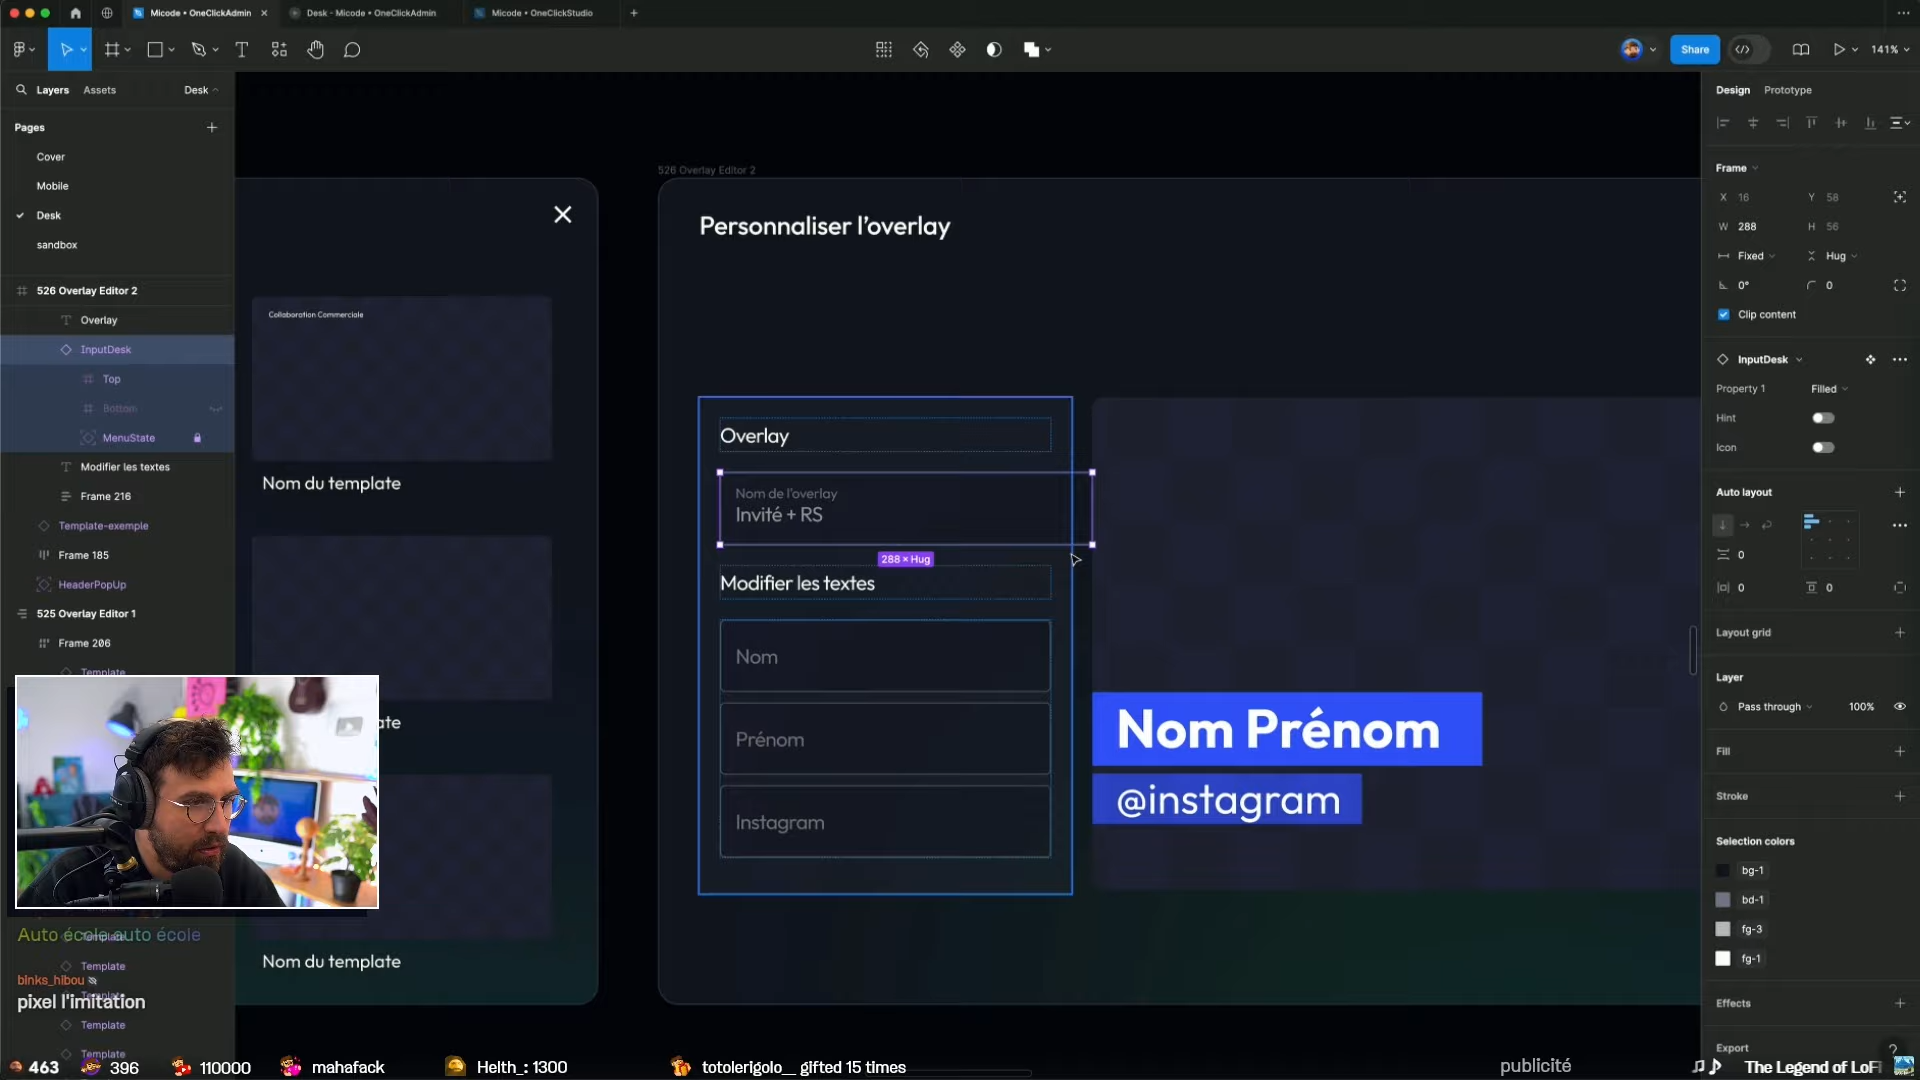 Micode • OneClickAdmin
Desk - Micode • OneClickAdmin
Micode • OneClickStudio
Share
141%
Layers
Assets
Desk
Pages
Cover
Mobile
Desk
sandbox
526 Overlay Editor 2
Overlay
InputDesk
Top
Bottom
MenuState
Modifier les textes
Frame 216
Template-exemple
Frame 185
HeaderPopUp
525 Overlay Editor 1
Frame 206
Template
Template
Template
Template
Template
Template
Auto école auto école
binks_hibou
pixel l'imitation
Collaboration Commerciale
Nom du template
ate
Nom du template
526 Overlay Editor 2
Personnaliser l'overlay
Overlay
Nom de l'overlay
Invité + RS
288 × Hug
Modifier les textes
Nom
Prénom
Instagram
Nom Prénom
@instagram
Design
Prototype
Frame
X 16
Y 58
W 288
H 56
Fixed
Hug
0°
0
Clip content
InputDesk
Property 1
Filled
Hint
Icon
Auto layout
0
0
0
Layout grid
Layer
Pass through
100%
Fill
Stroke
Selection colors
bg-1
bd-1
fg-3
fg-1
Effects
Export
?
463
396
110000
mahafack
Helth_: 1300
totolerigolo__ gifted 15 times
publicité
The Legend of LoFi